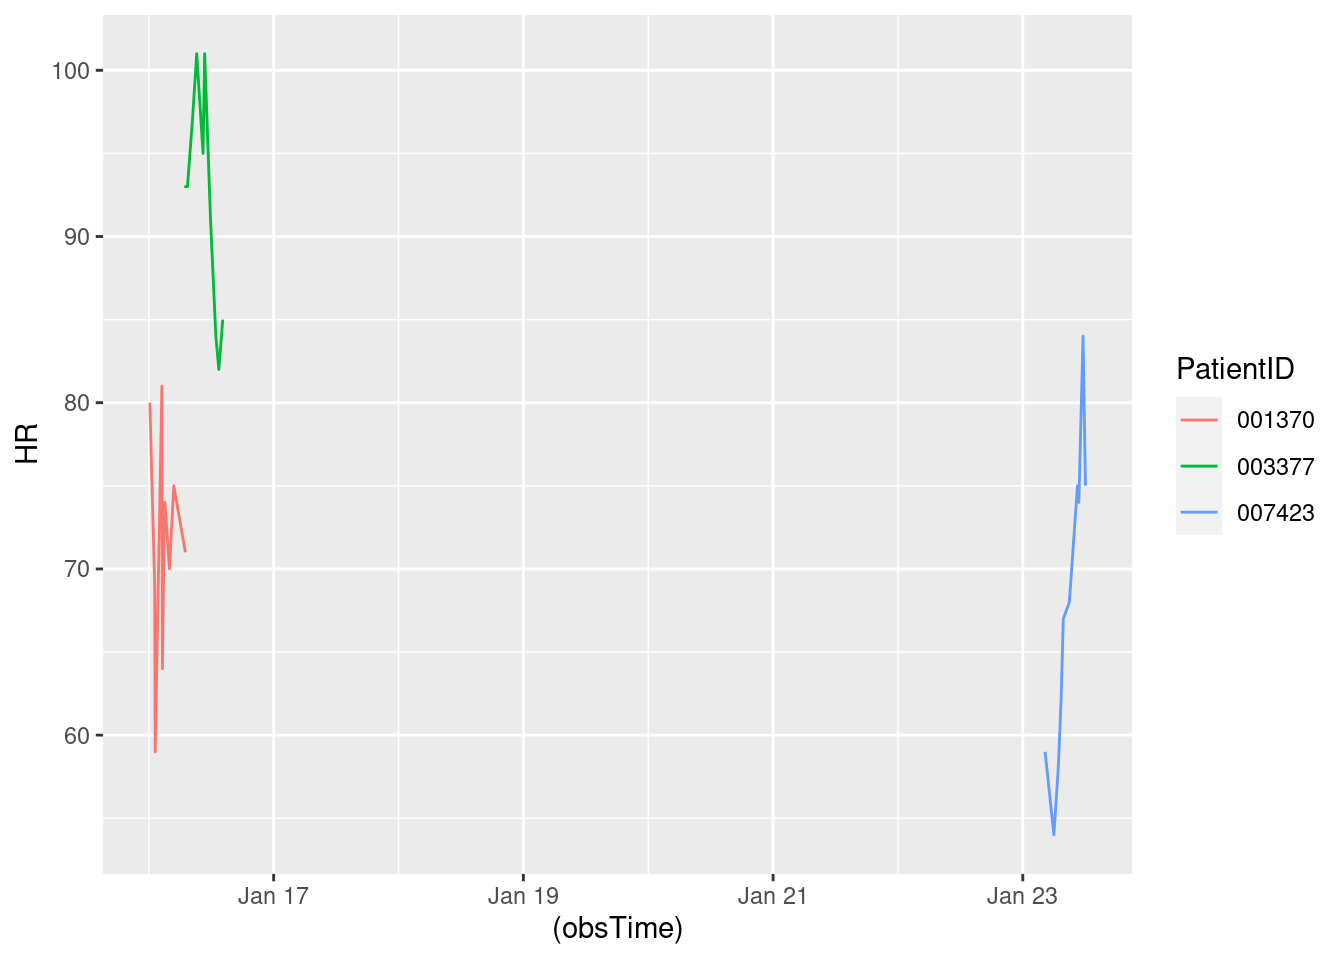 100
90
80
70
60
HR
Jan 17
Jan 19
Jan 21
Jan 23
(obsTime)
PatientID
001370
003377
007423